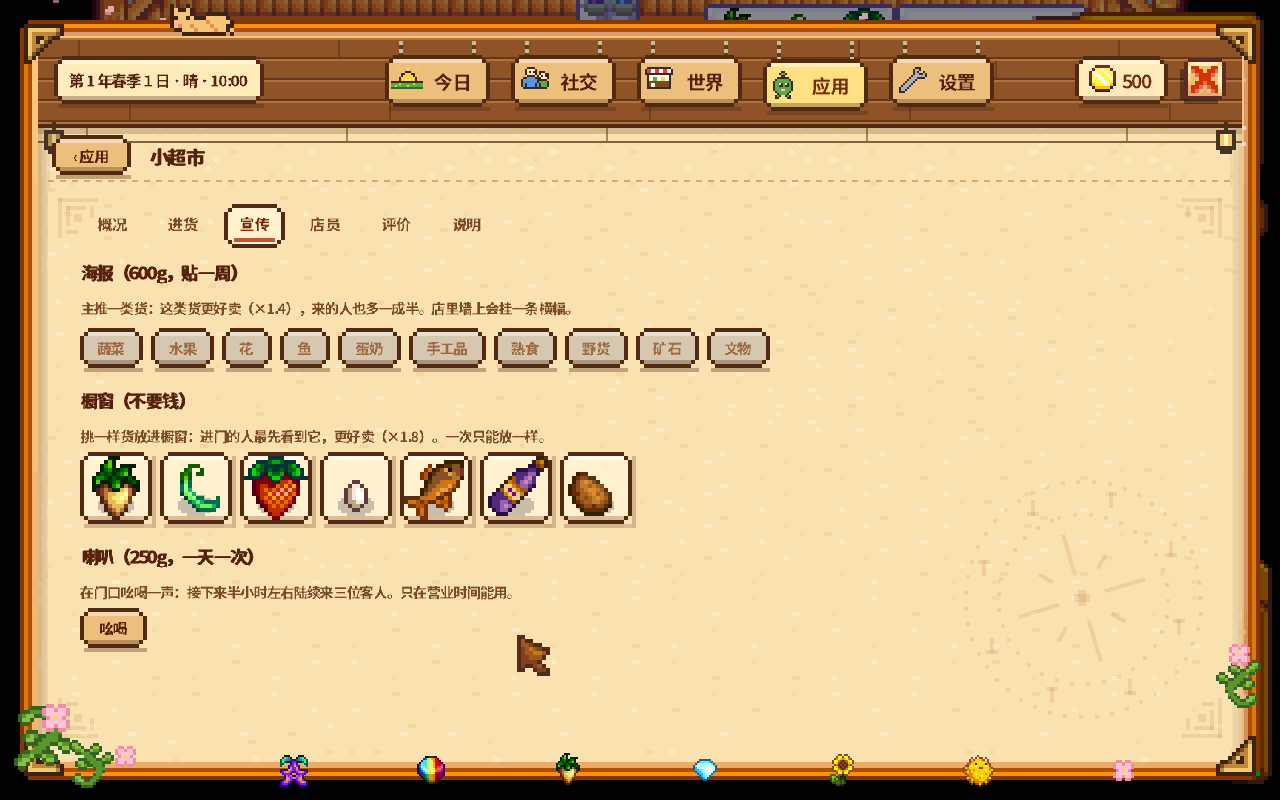 第1年春季1日·晴·10:00
今日
社交
世界
应用
设置
500
‹应用
小超市
概况
进货
宣传
店员
评价
说明
海报（600g，贴一周）
主推一类货：这类货更好卖（×1.4），来的人也多一成半。店里墙上会挂一条横幅。
蔬菜
水果
花
鱼
蛋奶
手工品
熟食
野货
矿石
文物
橱窗（不要钱）
挑一样货放进橱窗：进门的人最先看到它，更好卖（×1.8）。一次只能放一样。
喇叭（250g，一天一次）
在门口吆喝一声：接下来半小时左右陆续来三位客人。只在营业时间能用。
吆喝